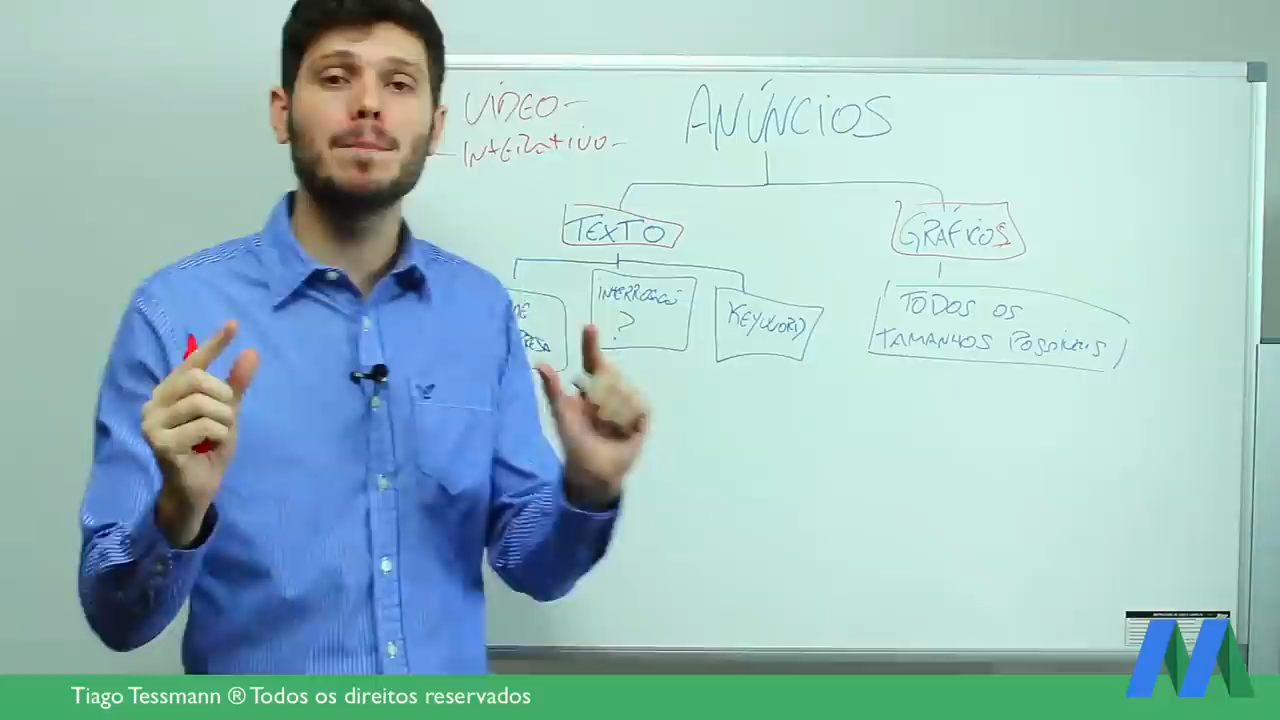 VÍDEO-
- INTERATIVO-
ANÚNCIOS
TEXTO
GRÁFICOS
INTERROGAÇÃO
?
KEYWORD
TODOS OS
TAMANHOS POSSÍVEIS
Tiago Tessmann ® Todos os direitos reservados